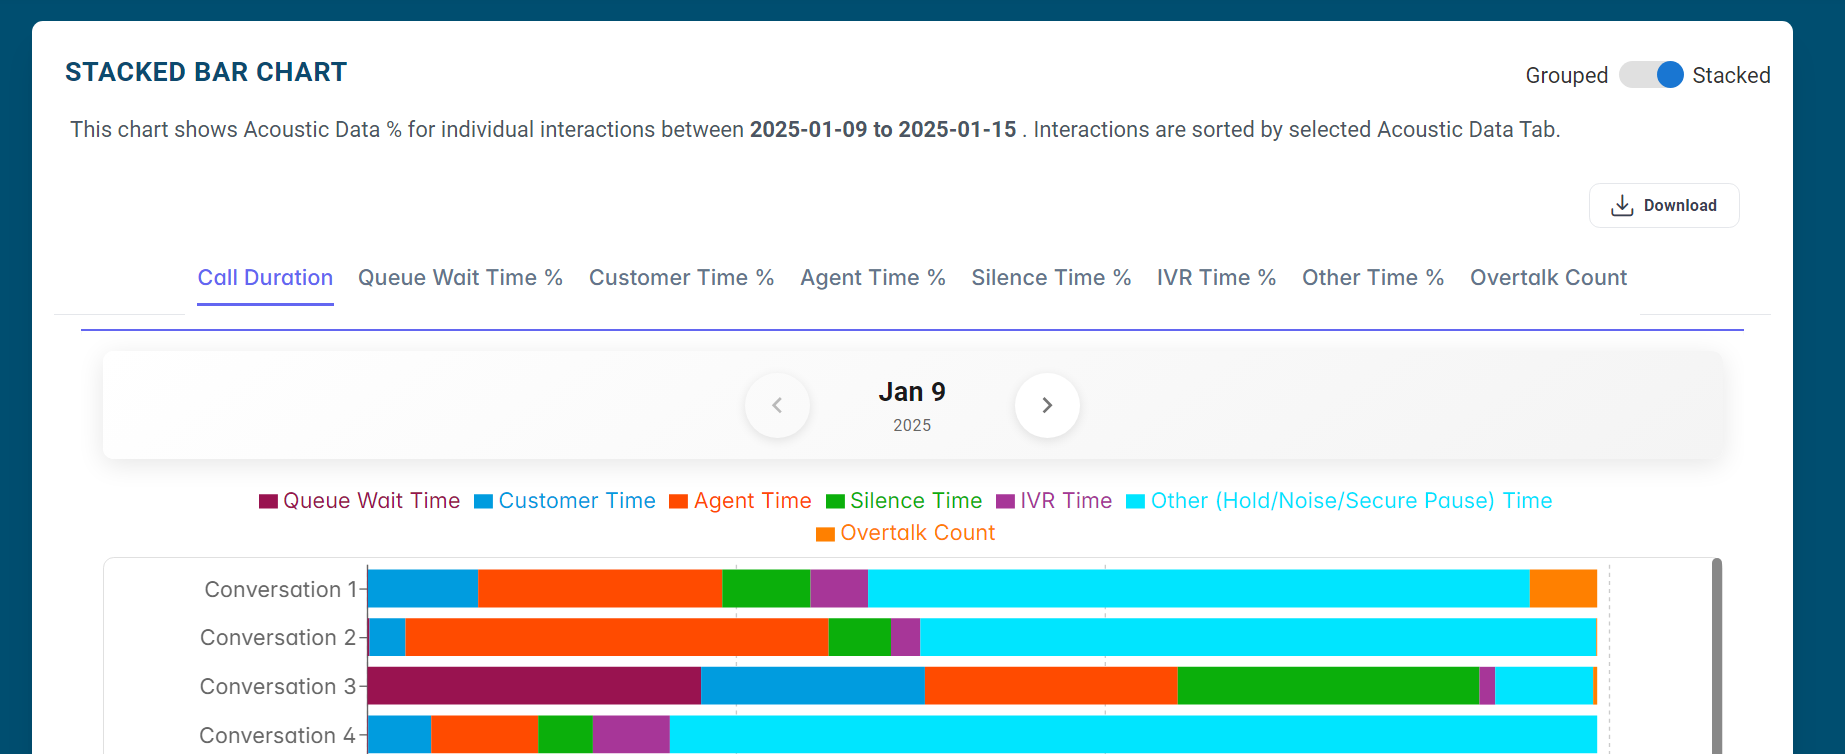 STACKED BAR CHART
Grouped Stacked
This chart shows Acoustic Data % for individual interactions between 2025-01-09 to 2025-01-15 . Interactions are sorted by selected Acoustic Data Tab.
Download
Call Duration Queue Wait Time % Customer Time % Agent Time % Silence Time % IVR Time % Other Time % Overtalk Count
Jan 9
2025
Queue Wait Time Customer Time Agent Time Silence Time IVR Time Other (Hold/Noise/Secure Pause) Time
Overtalk Count
Conversation 1
Conversation 2
Conversation 3
Conversation 4